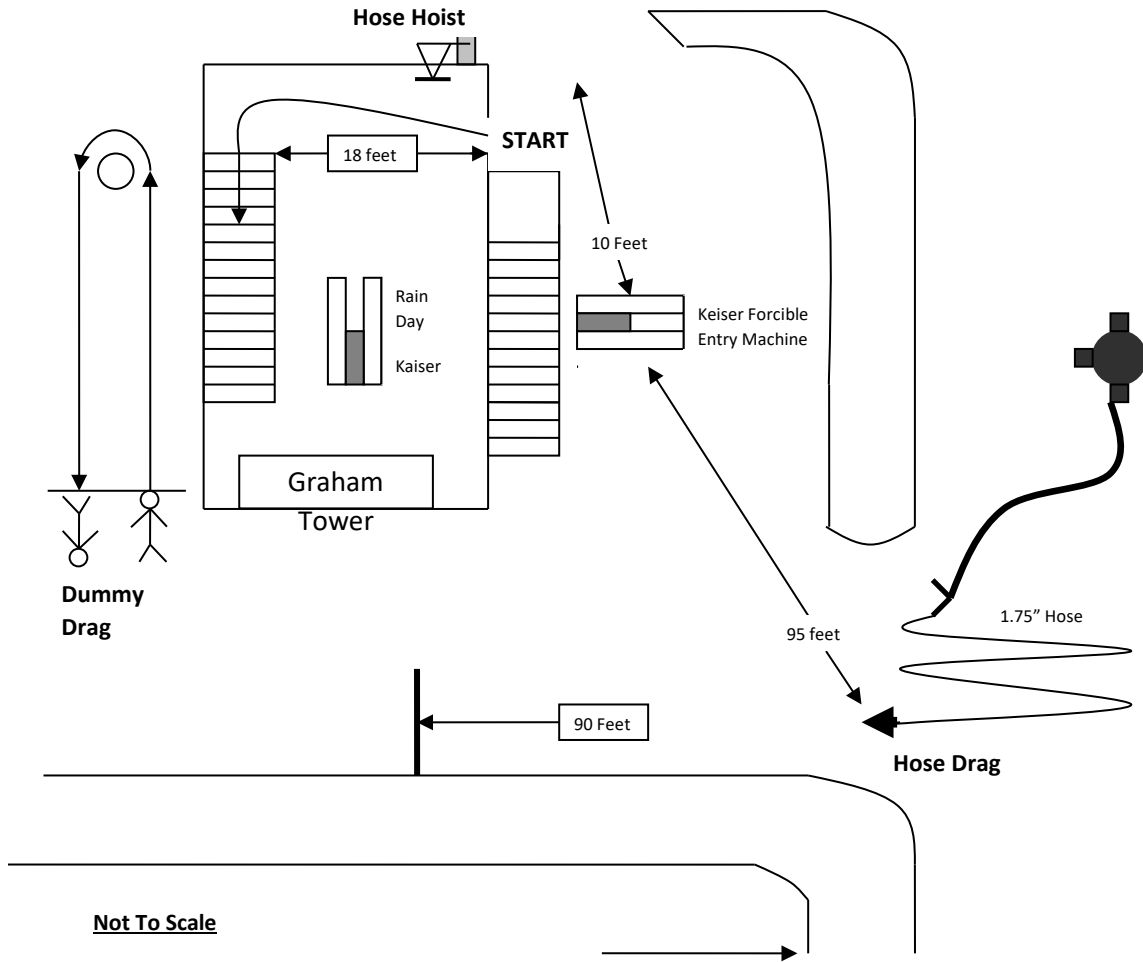 Hose Hoist
START
18 feet
10 Feet
Rain
Day
Kaiser
Keiser Forcible
Entry Machine
Graham
Tower
Dummy
Drag
95 feet
1.75” Hose
90 Feet
Hose Drag
Not To Scale